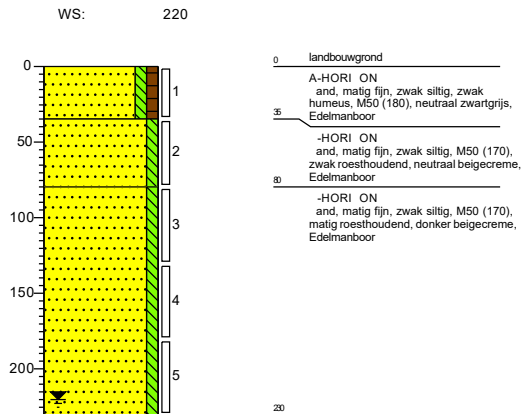 WS: 220
0
50
100
150
200
1
2
3
4
5
0 landbouwgrond
A-HORI ON
and, matig fijn, zwak siltig, zwak
humeus, M50 (180), neutraal zwartgrijs,
Edelmanboor
35
-HORI ON
and, matig fijn, zwak siltig, M50 (170),
zwak roesthoudend, neutraal beigecreme,
Edelmanboor
80
-HORI ON
and, matig fijn, zwak siltig, M50 (170),
matig roesthoudend, donker beigecreme,
Edelmanboor
230